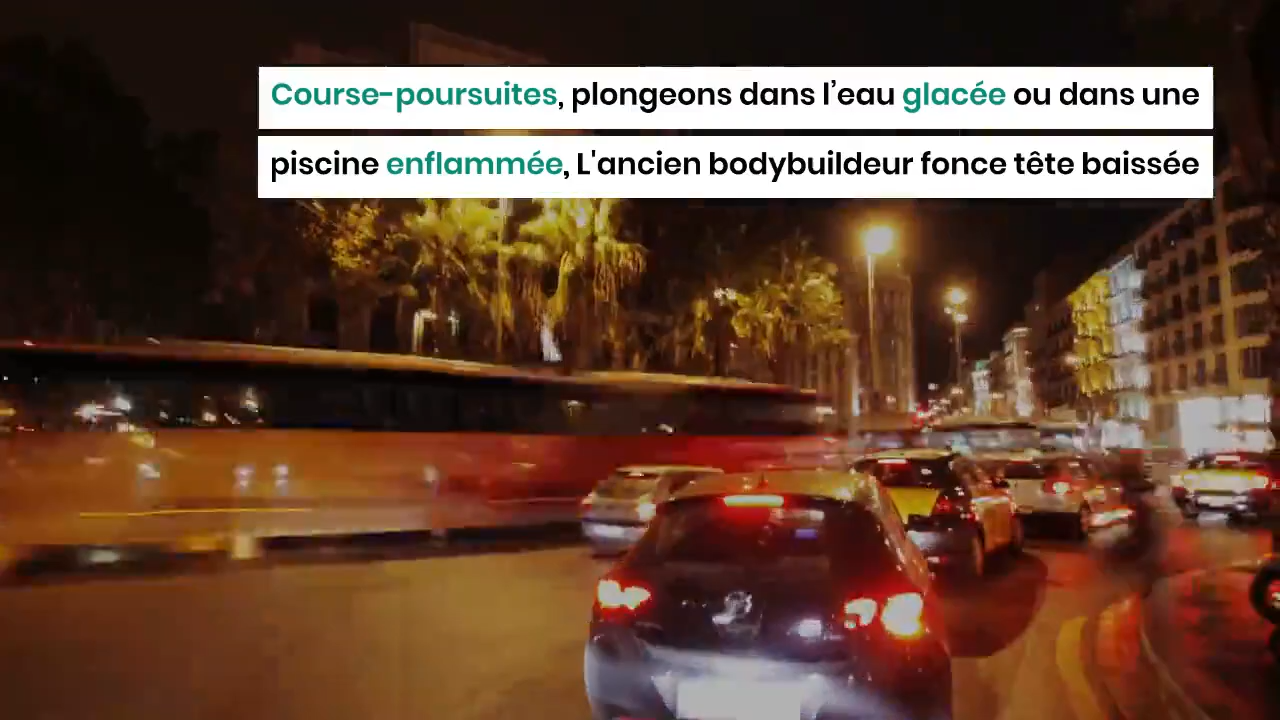 Course-poursuites, plongeons dans l’eau glacée ou dans une
piscine enflammée, L'ancien bodybuildeur fonce tête baissée